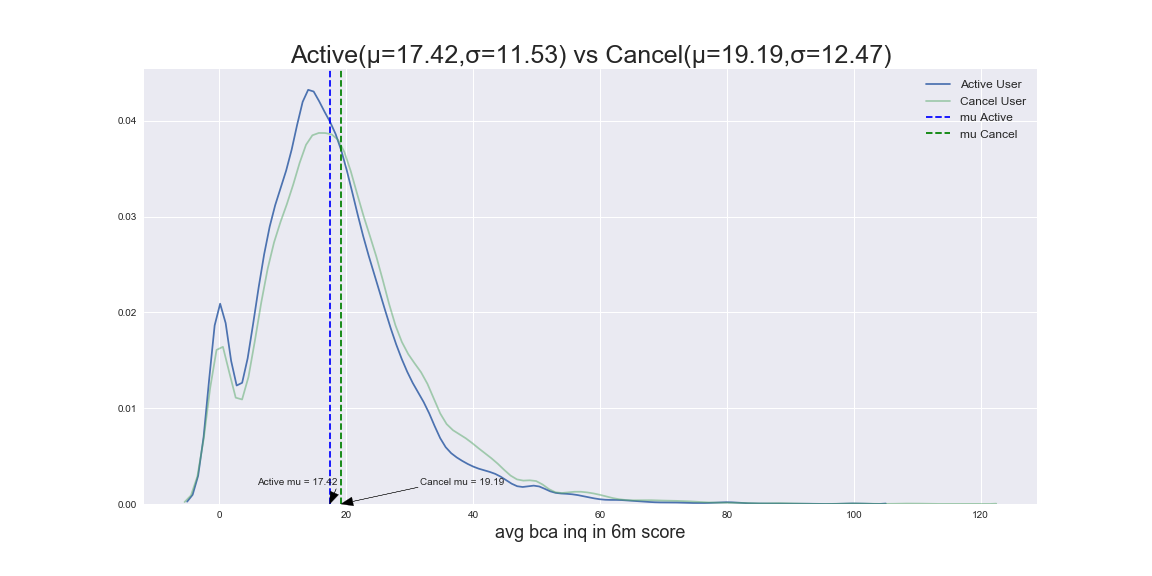 Active(μ=17.42,σ=11.53) vs Cancel(μ=19.19,σ=12.47)
Active User
Cancel User
mu Active
mu Cancel
0.04
0.03
0.02
0.01
0.00
Active mu = 17.42
Cancel mu = 19.19
0 20 40 60 80 100 120
avg bca inq in 6m score